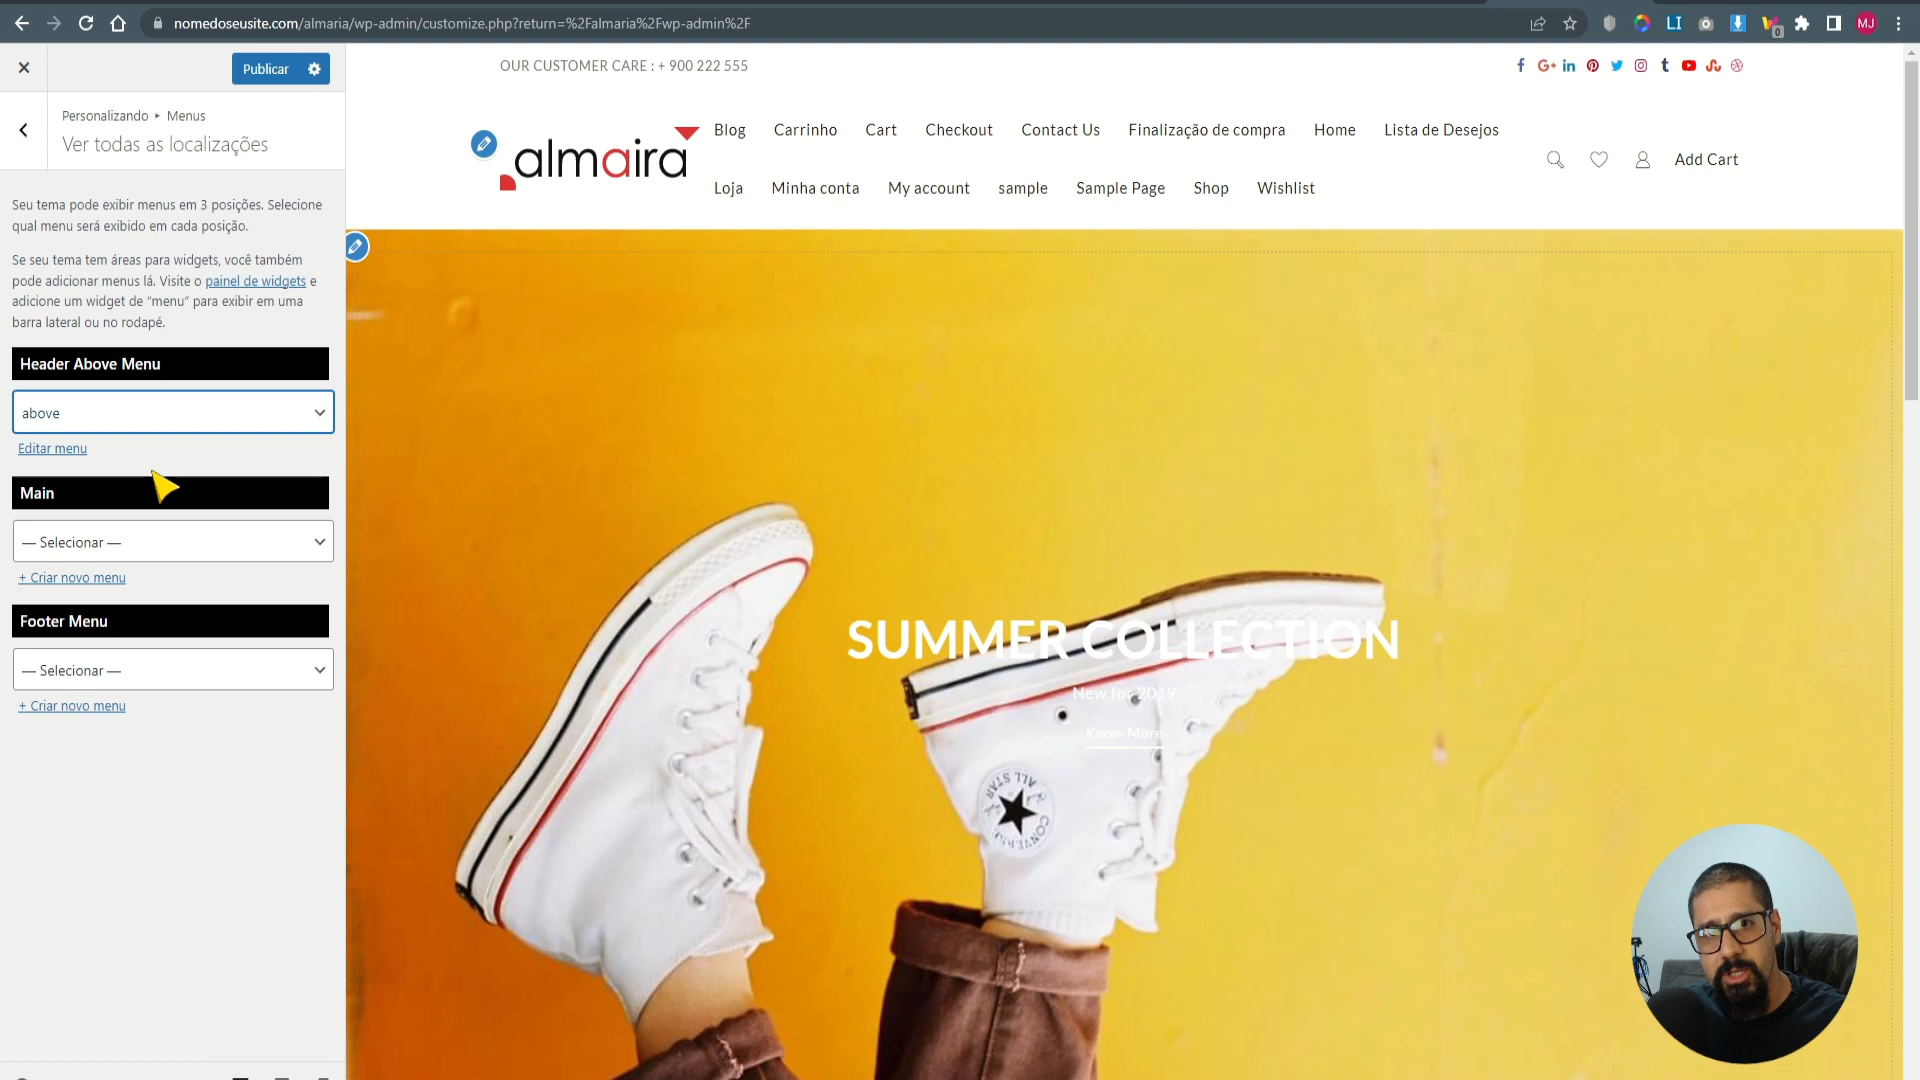 nomedoseusite.com/almaria/wp-admin/customize.php?return=%2Falmaria%2Fwp-admin%2F
LI
0
MJ
Publicar
Personalizando ▸ Menus
Ver todas as localizações
Seu tema pode exibir menus em 3 posições. Selecione
qual menu será exibido em cada posição.
Se seu tema tem áreas para widgets, você também
pode adicionar menus lá. Visite o painel de widgets e
adicione um widget de “menu” para exibir em uma
barra lateral ou no rodapé.
Header Above Menu
above
Editar menu
Main
— Selecionar —
+ Criar novo menu
Footer Menu
— Selecionar —
+ Criar novo menu
OUR CUSTOMER CARE : + 900 222 555
almaira
Blog Carrinho Cart Checkout Contact Us Finalização de compra Home Lista de Desejos
Loja Minha conta My account sample Sample Page Shop Wishlist
Add Cart
SUMMER COLLECTION
New for 2019
Know More
ALL STAR
CONVERSE